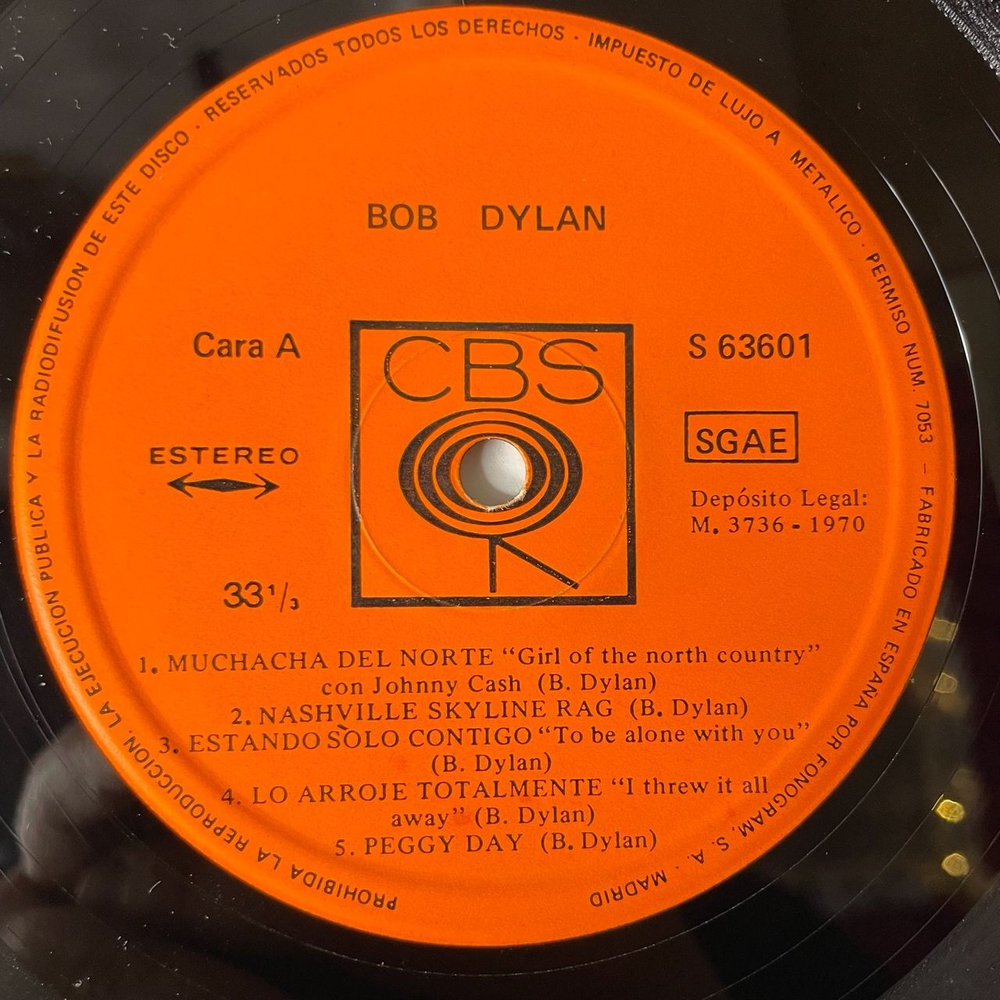 PROHIBIDA LA REPRODUCCION, LA EJECUCION PUBLICA Y LA RADIODIFUSION DE ESTE DISCO · RESERVADOS TODOS LOS DERECHOS · IMPUESTO DE LUJO A METALICO · PERMISO NUM. 7053 – FABRICADO EN ESPAÑA POR FONOGRAM, S. A. · MADRID
BOB DYLAN
Cara A
CBS
S 63601
ESTEREO
SGAE
Depósito Legal:
M. 3736 - 1970
33 1/3
1. MUCHACHA DEL NORTE “Girl of the north country”
con Johnny Cash (B. Dylan)
2. NASHVILLE SKYLINE RAG (B. Dylan)
3. ESTANDO SOLO CONTIGO “To be alone with you”
(B. Dylan)
4. LO ARROJE TOTALMENTE “I threw it all
away” (B. Dylan)
5. PEGGY DAY (B. Dylan)